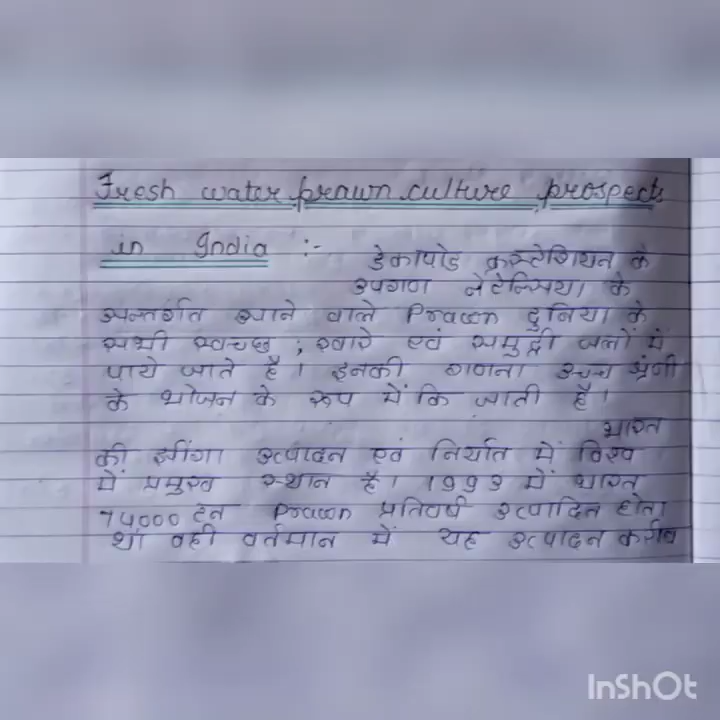 Fresh water prawn culture prospects
in India :-
डेकापोड क्रस्टेशियन के
उपगण नेटेन्सिया के
अन्तर्गत आने वाले Prawn दुनिया के
सभी स्वच्छ, खारे एवं समुद्री जलों में
पाये जाते है। इनकी गणना उच्च श्रेणी
के भोजन के रूप में कि जाती है।
भारत
की झींगा उत्पादन एवं निर्यात में विश्व
में प्रमुख स्थान है। 1993 में भारत
74000 टन Prawn प्रतिवर्ष उत्पादित होता
था वही वर्तमान में यह उत्पादन करीब
InShOt